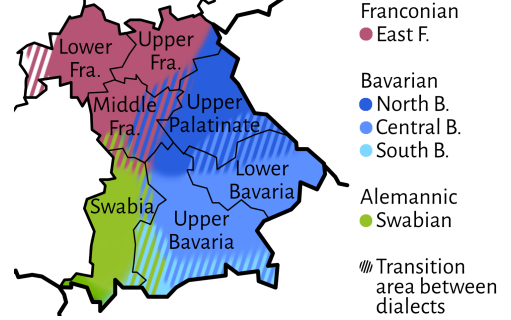 Lower
Fra.
Upper
Fra.
Middle
Fra.
Upper
Palatinate
Lower
Bavaria
Swabia
Upper
Bavaria
Franconian
East F.
Bavarian
North B.
Central B.
South B.
Alemannic
Swabian
Transition
area between
dialects